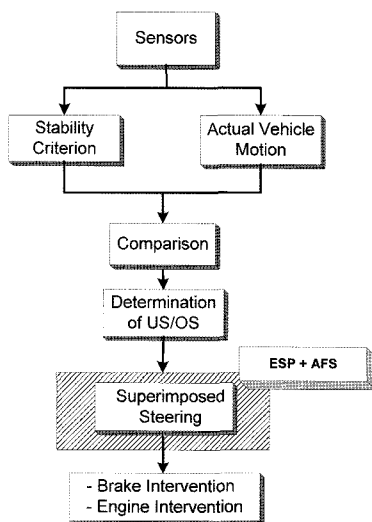 Sensors
Stability
Criterion
Actual Vehicle
Motion
Comparison
Determination
of US/OS
ESP + AFS
Superimposed
Steering
- Brake Intervention
- Engine Intervention